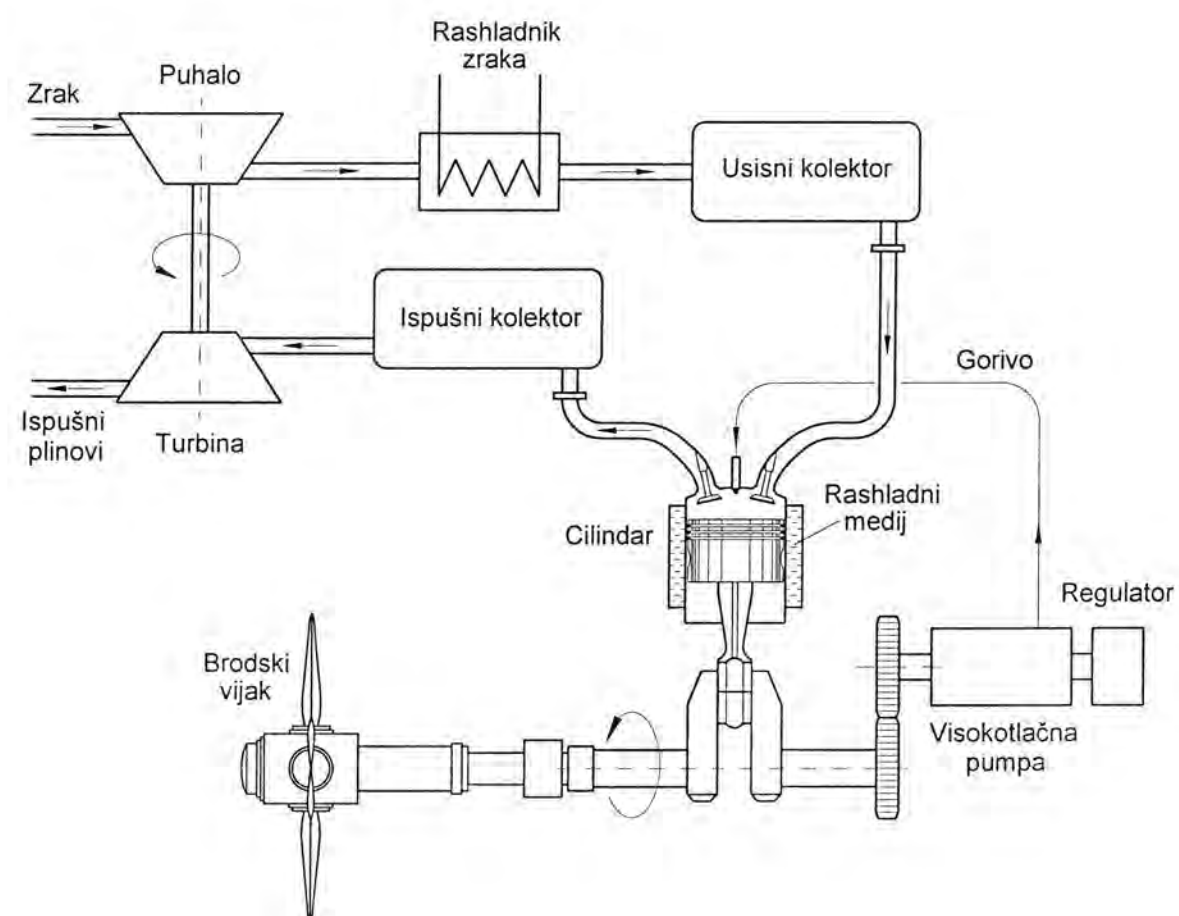 Rashladnik
zraka
Puhalo
Zrak
Usisni kolektor
Ispušni kolektor
Gorivo
Ispušni
plinovi
Turbina
Rashladni
medij
Cilindar
Regulator
Brodski
vijak
Visokotlačna
pumpa